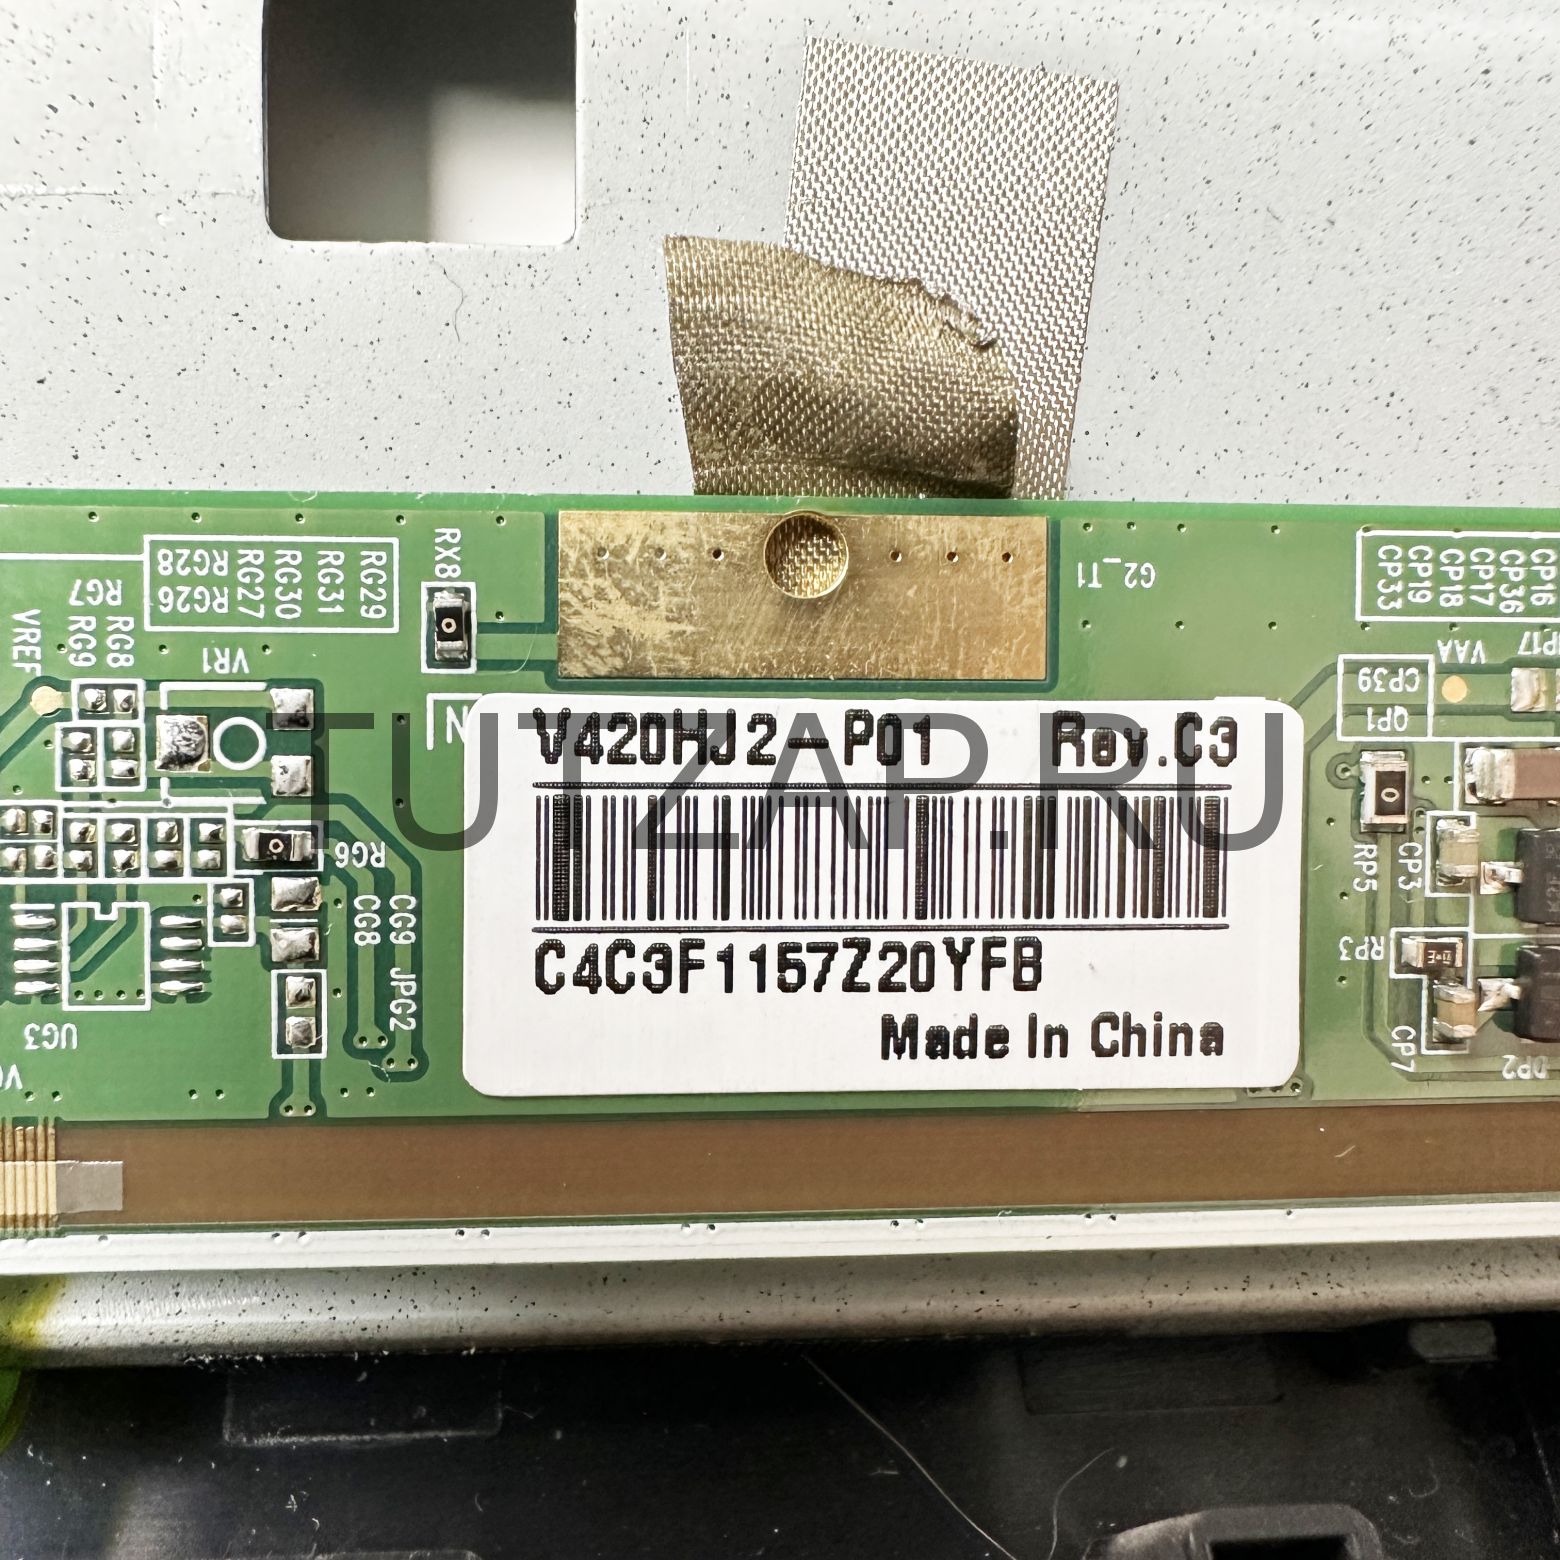 RX8
G2_T1
RG29
RG31
RG30
RG27 RG26
RG28
CP16
CP36
CP17
CP18
CP19
CP33
VREF
RG7
RG8
RG9
VR1
VAA
CP39
QP1
N
V420HJ2-P01 Rev.C3
TUTZAP.RU
C4C3F1157Z20YFB
Made In China
RG6
CG8
CG9 JPG2
UG3
RP5
CP3
RP3
CP7
DP2